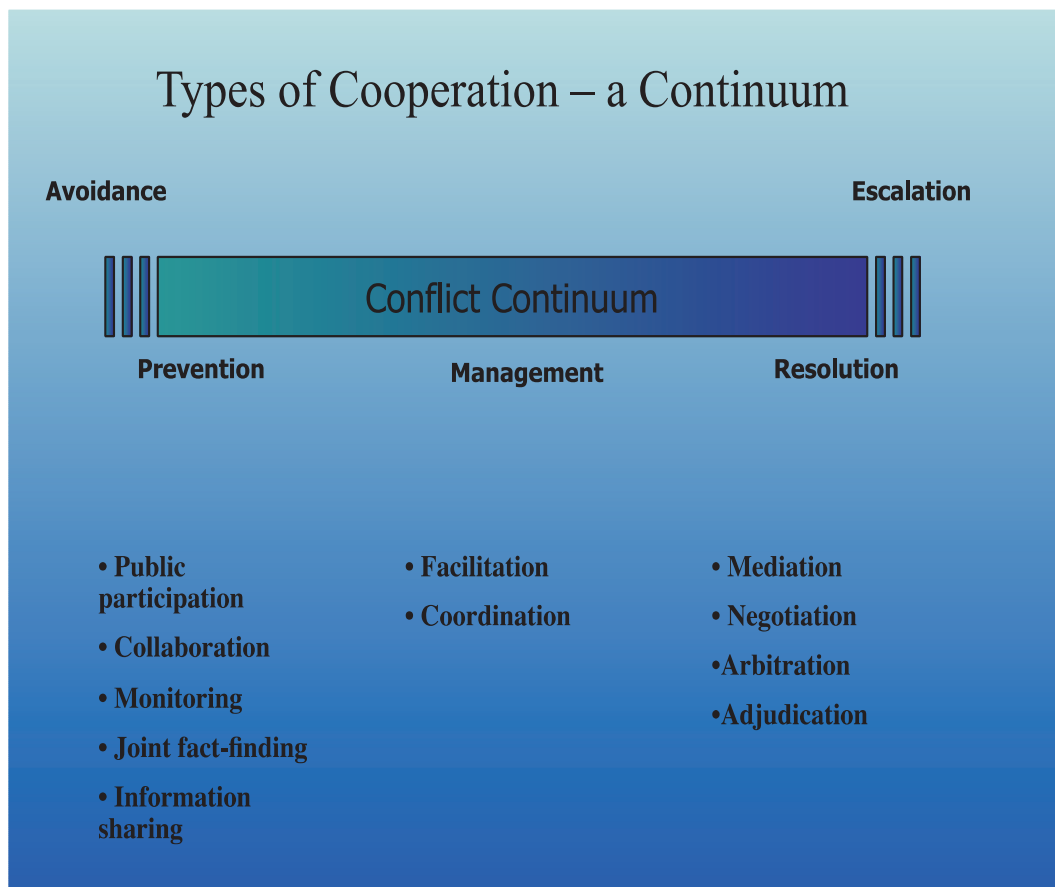 Types of Cooperation – a Continuum
Avoidance
Escalation
Conflict Continuum
Prevention
Management
Resolution
• Public
participation
• Collaboration
• Monitoring
• Joint fact-finding
• Information
sharing
• Facilitation
• Coordination
• Mediation
• Negotiation
•Arbitration
•Adjudication